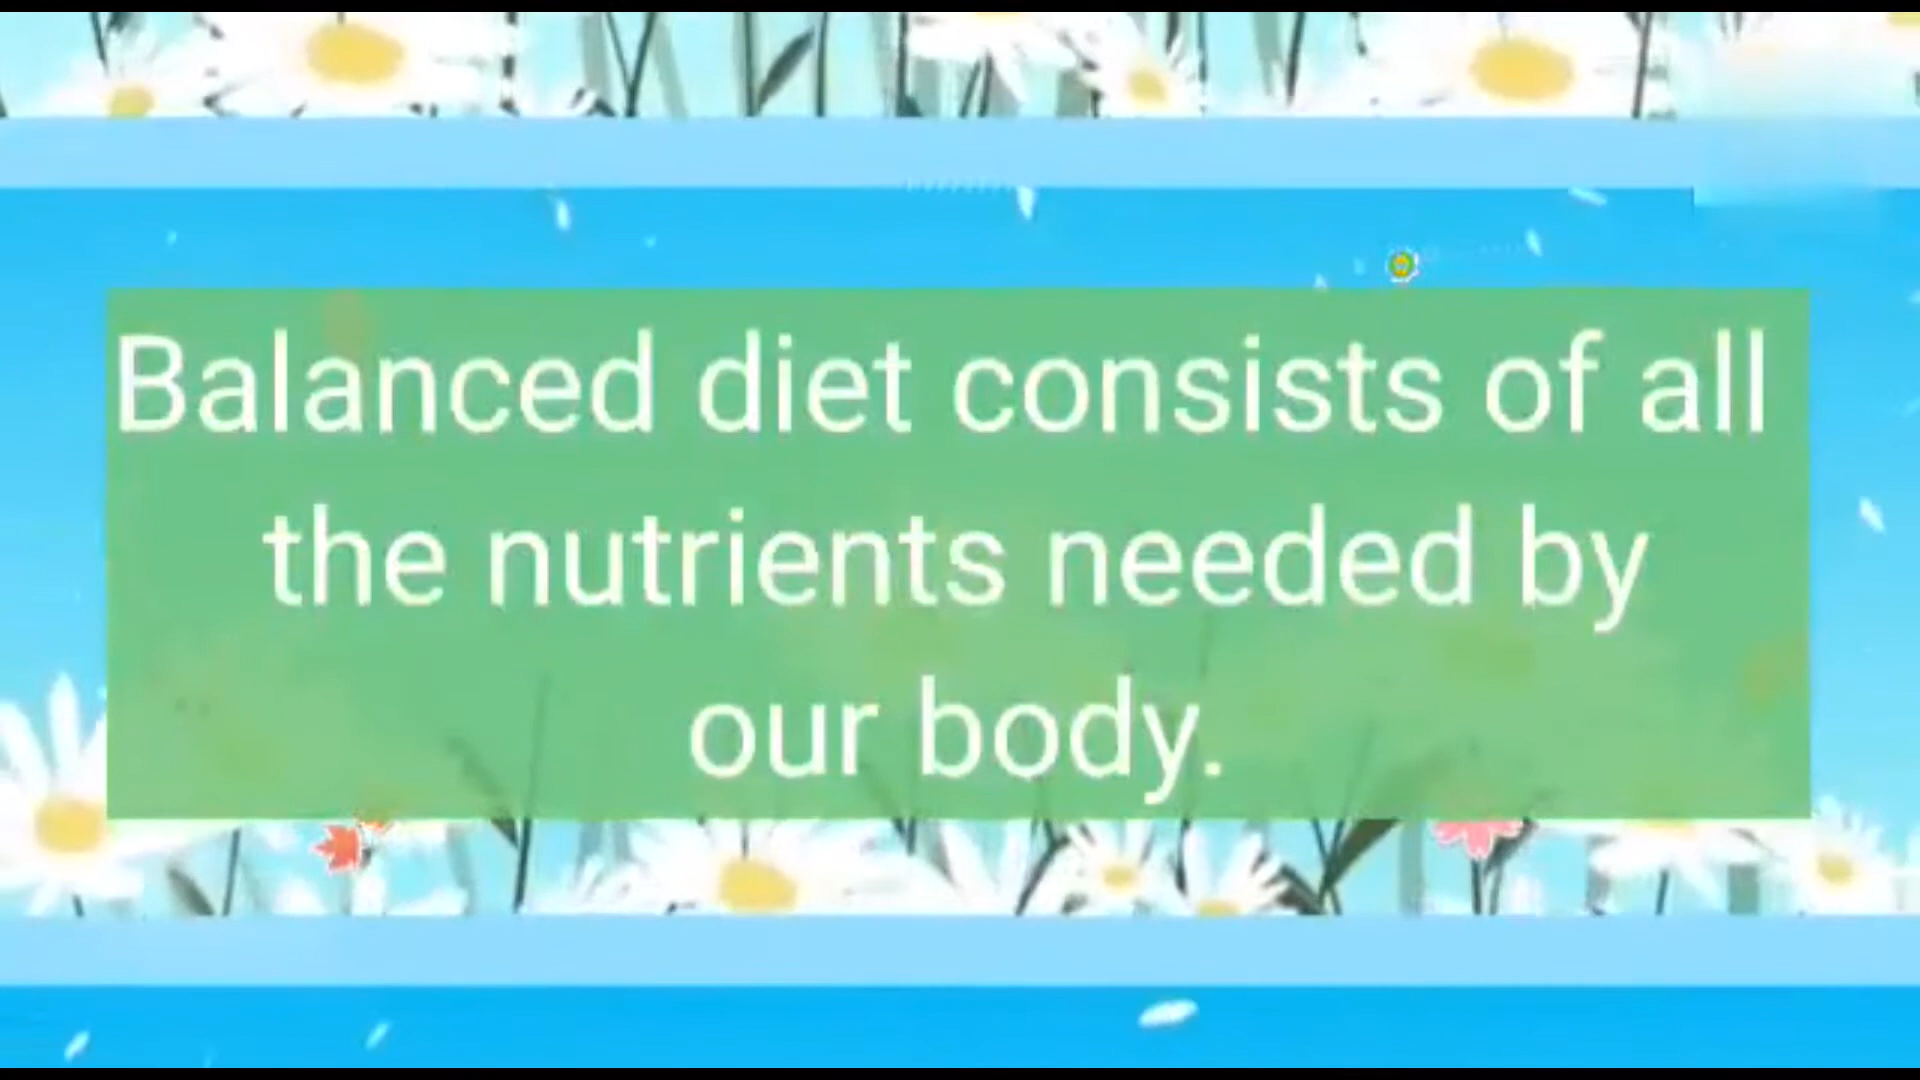 Balanced diet consists of all
the nutrients needed by
our body.